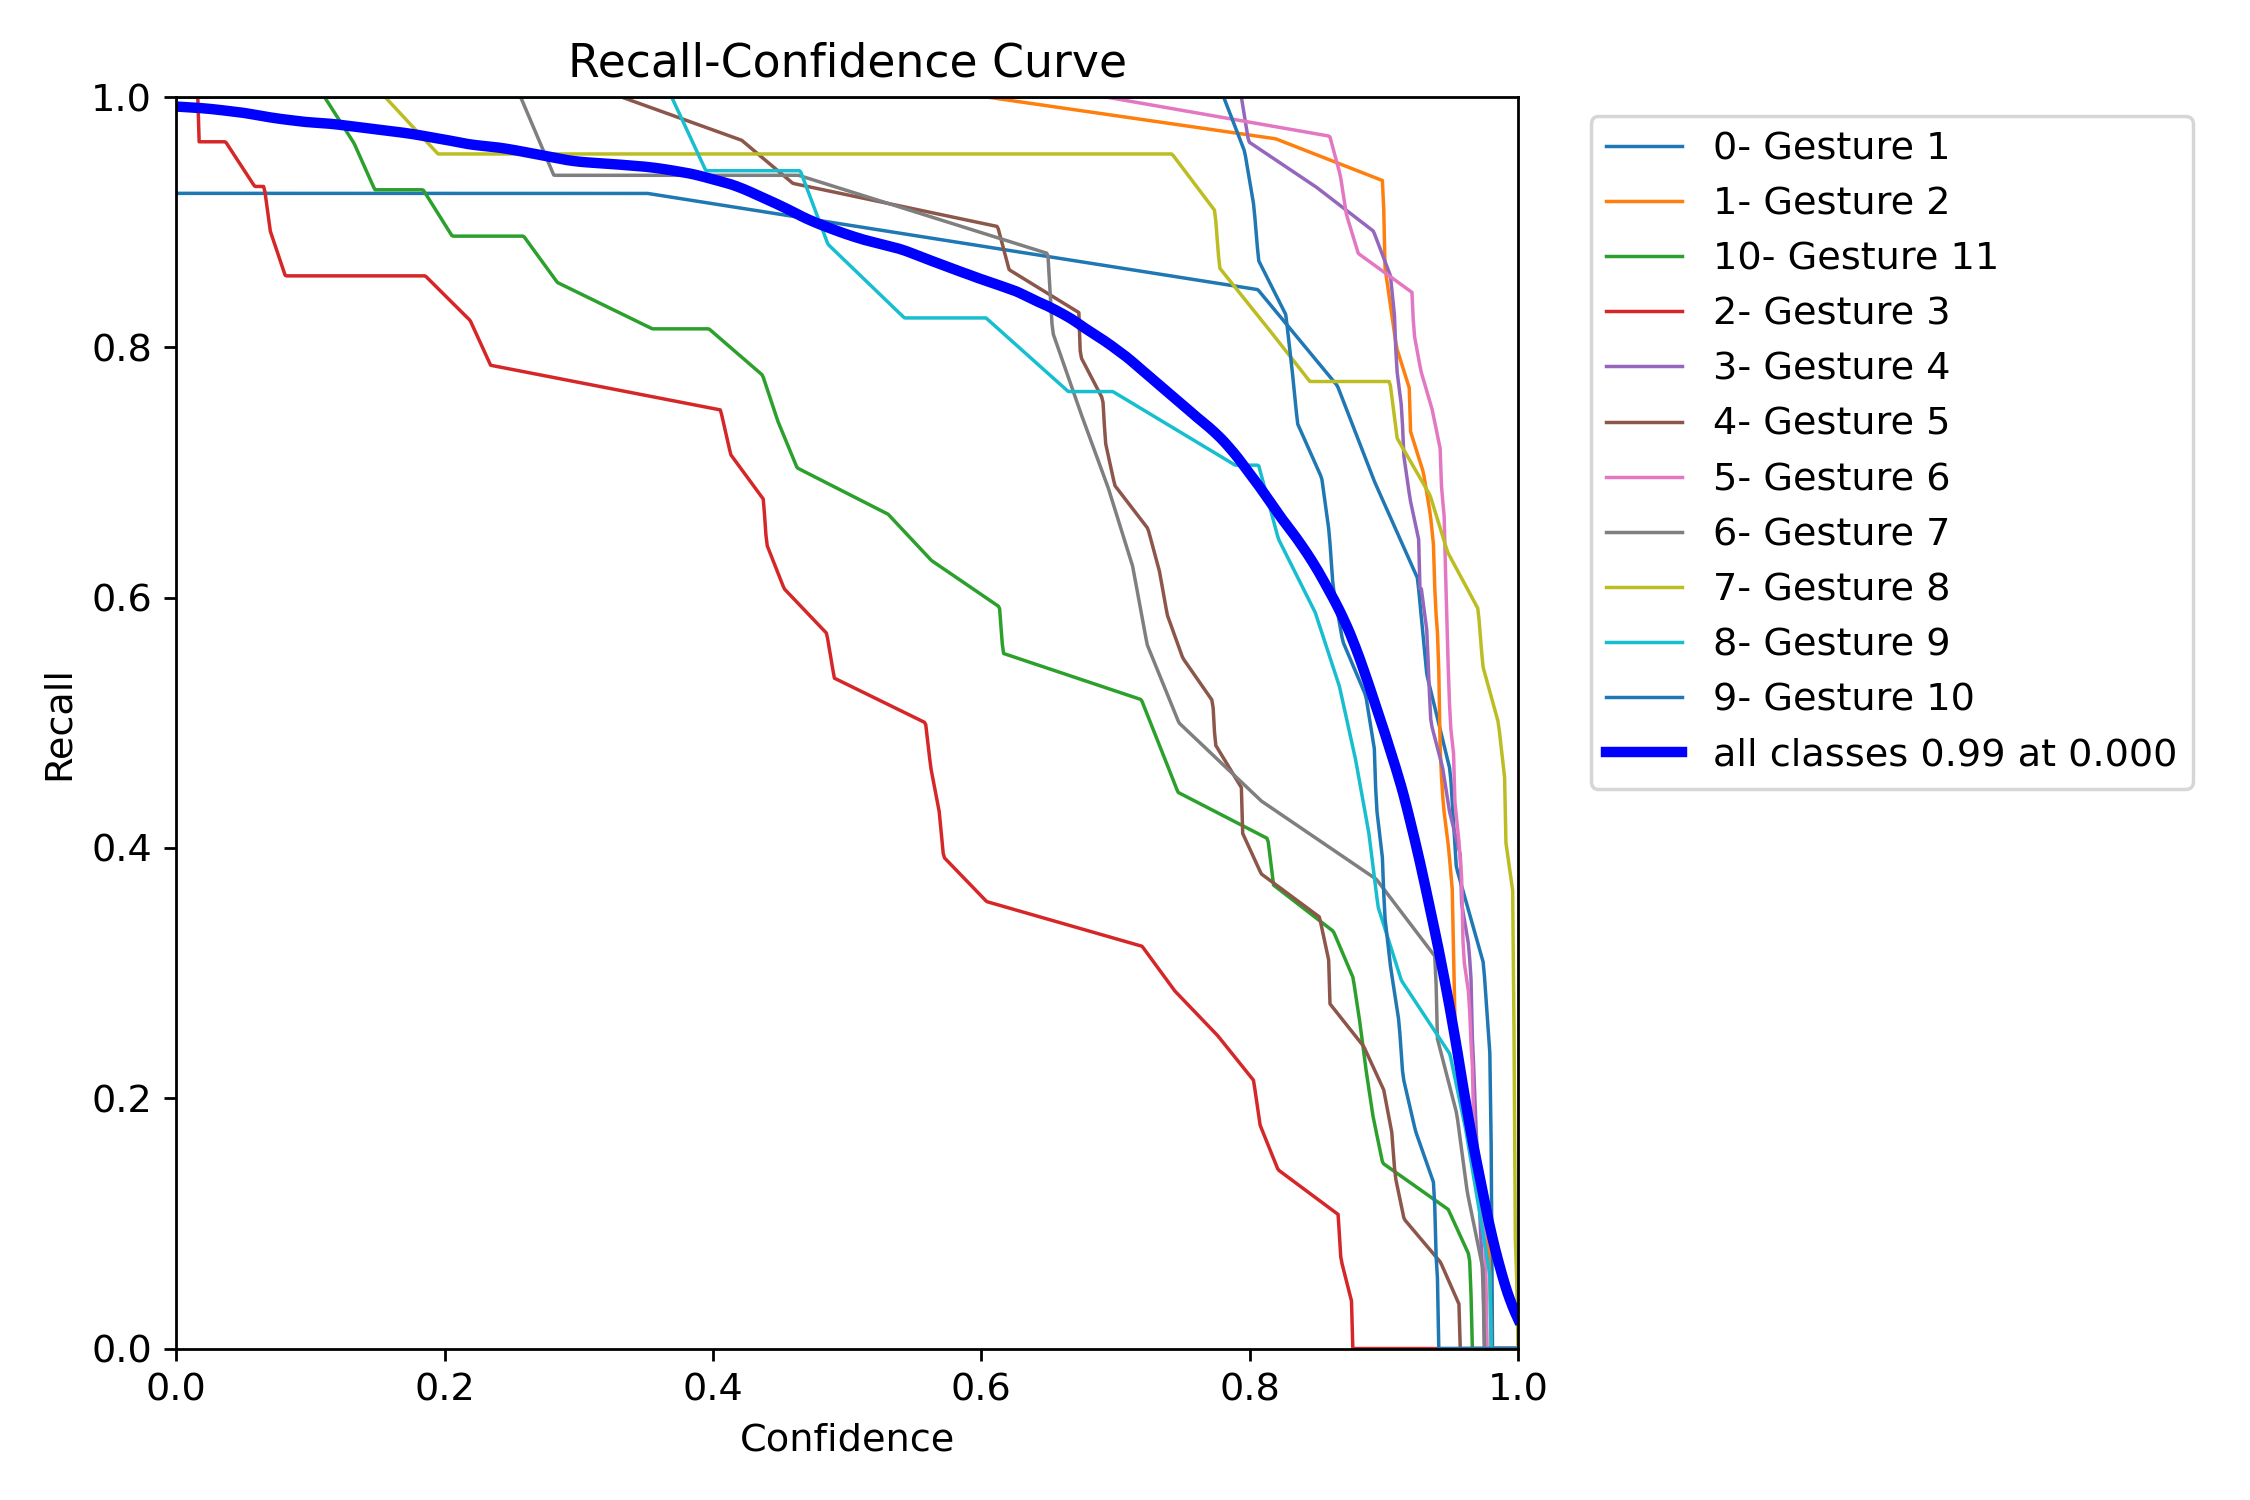 Recall-Confidence Curve
1.0
0.8
0.6
0.4
0.2
0.0
Recall
0.0 0.2 0.4 0.6 0.8 1.0
Confidence
0- Gesture 1
1- Gesture 2
10- Gesture 11
2- Gesture 3
3- Gesture 4
4- Gesture 5
5- Gesture 6
6- Gesture 7
7- Gesture 8
8- Gesture 9
9- Gesture 10
all classes 0.99 at 0.000